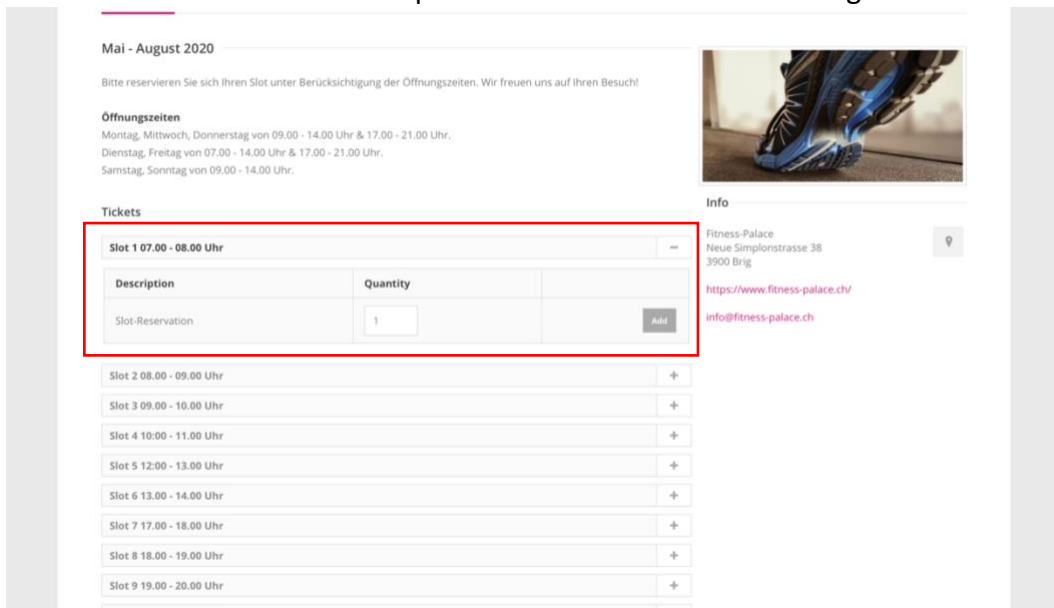 Mai - August 2020
Bitte reservieren Sie sich Ihren Slot unter Berücksichtigung der Öffnungszeiten. Wir freuen uns auf Ihren Besuch!
Öffnungszeiten
Montag, Mittwoch, Donnerstag von 09.00 - 14.00 Uhr & 17.00 - 21.00 Uhr.
Dienstag, Freitag von 07.00 - 14.00 Uhr & 17.00 - 21.00 Uhr.
Samstag, Sonntag von 09.00 - 14.00 Uhr.
Tickets
Slot 1 07.00 - 08.00 Uhr
Description Quantity
Slot-Reservation 1 Add
Slot 2 08.00 - 09.00 Uhr
Slot 3 09.00 - 10.00 Uhr
Slot 4 10:00 - 11.00 Uhr
Slot 5 12:00 - 13.00 Uhr
Slot 6 13.00 - 14.00 Uhr
Slot 7 17.00 - 18.00 Uhr
Slot 8 18.00 - 19.00 Uhr
Slot 9 19.00 - 20.00 Uhr
Info
Fitness-Palace
Neue Simplonstrasse 38
3900 Brig
https://www.fitness-palace.ch/
info@fitness-palace.ch